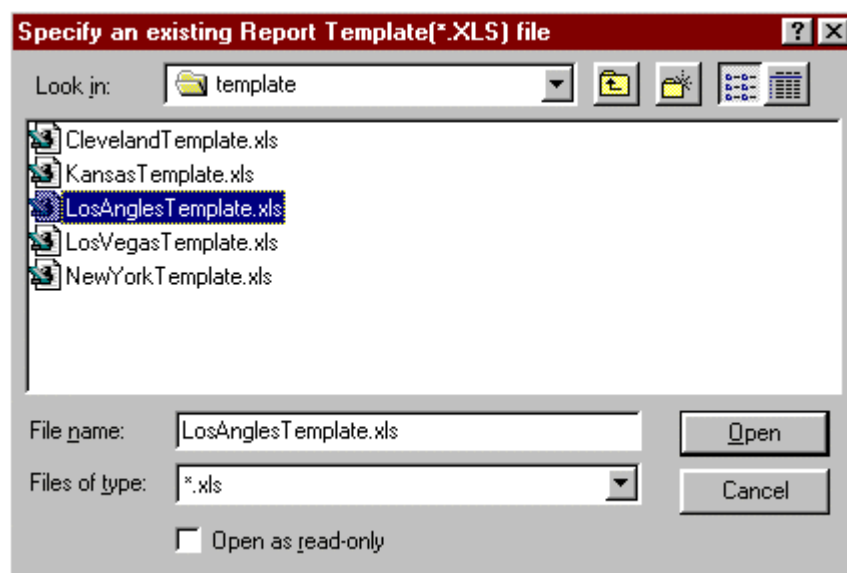 Specify an existing Report Template(*.XLS) file
Look in: template
ClevelandTemplate.xls
KansasTemplate.xls
LosAnglesTemplate.xls
LosVegasTemplate.xls
NewYorkTemplate.xls
File name: LosAnglesTemplate.xls Open
Files of type: *.xls Cancel
Open as read-only